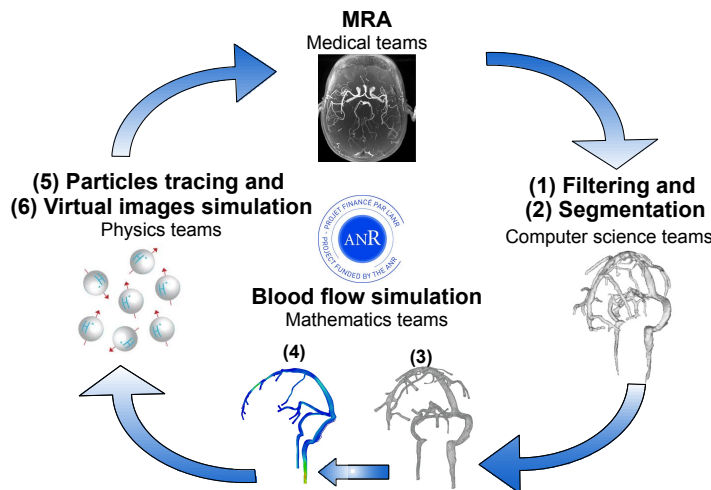 MRA
Medical teams
(1) Filtering and
(2) Segmentation
Computer science teams
(5) Particles tracing and
(6) Virtual images simulation
Physics teams
- PROJET FINANCÉ PAR L'ANR -
PROJECT FUNDED BY THE ANR
ANR
Blood flow simulation
Mathematics teams
(4)
(3)